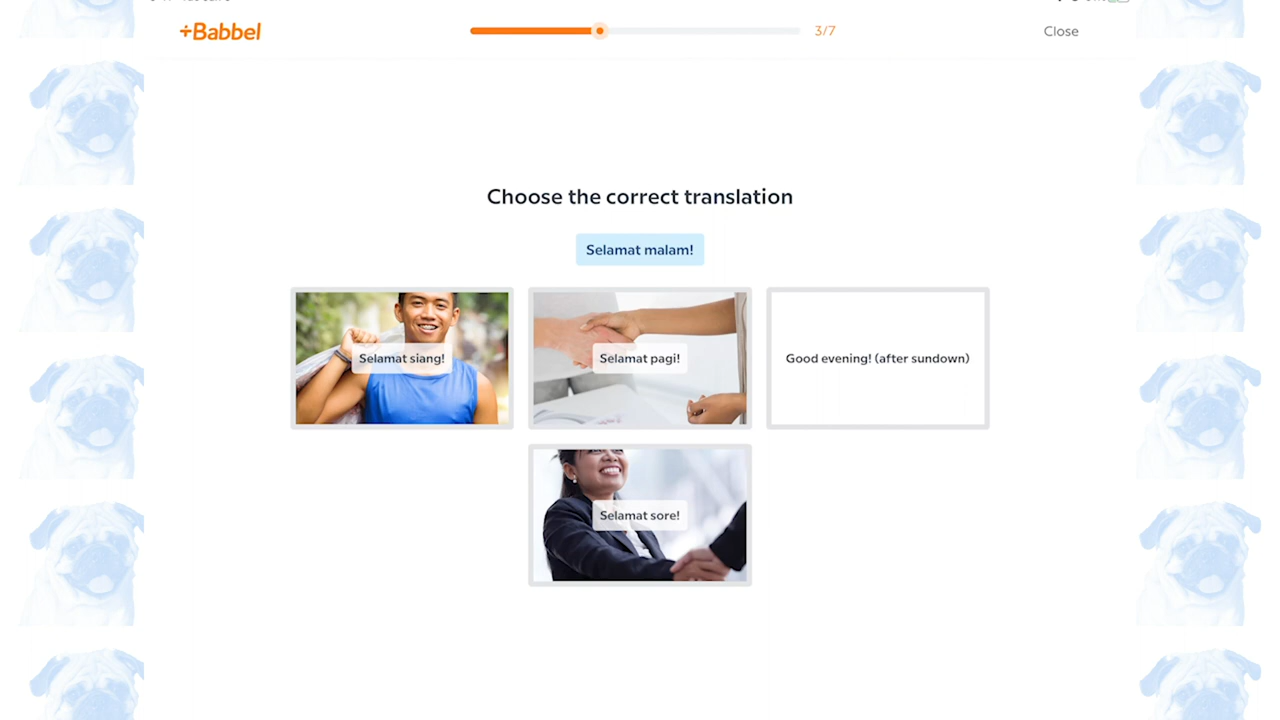 ÷Babbel
3/7
Close
Choose the correct translation
Selamat malam!
Selamat siang!
Selamat pagi!
Good evening! (after sundown)
Selamat sore!